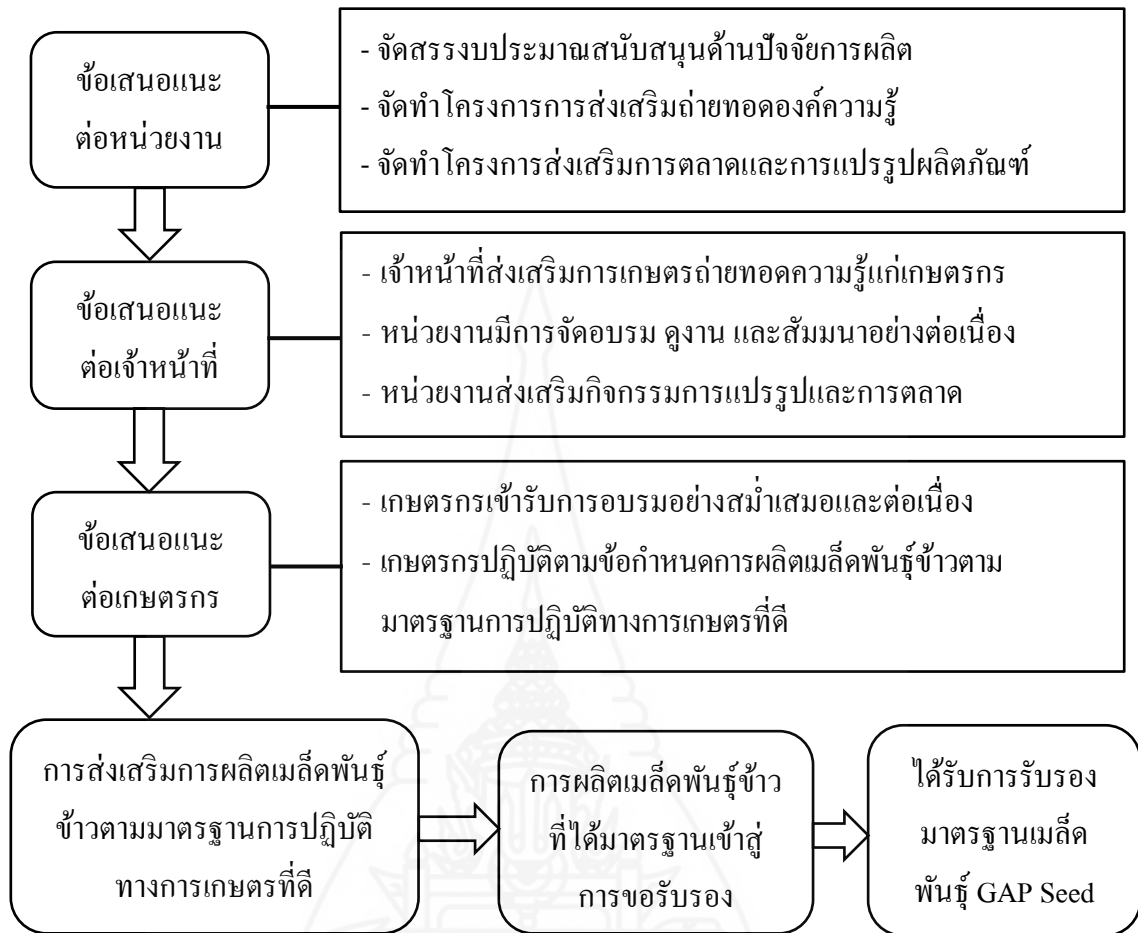 ข้อเสนอแนะ
ต่อหน่วยงาน
- จัดสรรงบประมาณสนับสนุนด้านปัจจัยการผลิต
- จัดทำโครงการการส่งเสริมถ่ายทอดองค์ความรู้
- จัดทำโครงการส่งเสริมการตลาดและการแปรรูปผลิตภัณฑ์
ข้อเสนอแนะ
ต่อเจ้าหน้าที่
- เจ้าหน้าที่ส่งเสริมการเกษตรถ่ายทอดความรู้แก่เกษตรกร
- หน่วยงานมีการจัดอบรม ดูงาน และสัมมนาอย่างต่อเนื่อง
- หน่วยงานส่งเสริมกิจกรรมการแปรรูปและการตลาด
ข้อเสนอแนะ
ต่อเกษตรกร
- เกษตรกรเข้ารับการอบรมอย่างสม่ำเสมอและต่อเนื่อง
- เกษตรกรปฏิบัติตามข้อกำหนดการผลิตเมล็ดพันธุ์ข้าวตาม
มาตรฐานการปฏิบัติทางการเกษตรที่ดี
การส่งเสริมการผลิตเมล็ดพันธุ์
ข้าวตามมาตรฐานการปฏิบัติ
ทางการเกษตรที่ดี
การผลิตเมล็ดพันธุ์ข้าว
ที่ได้มาตรฐานเข้าสู่
การขอรับรอง
ได้รับการรับรอง
มาตรฐานเมล็ด
พันธุ์ GAP Seed